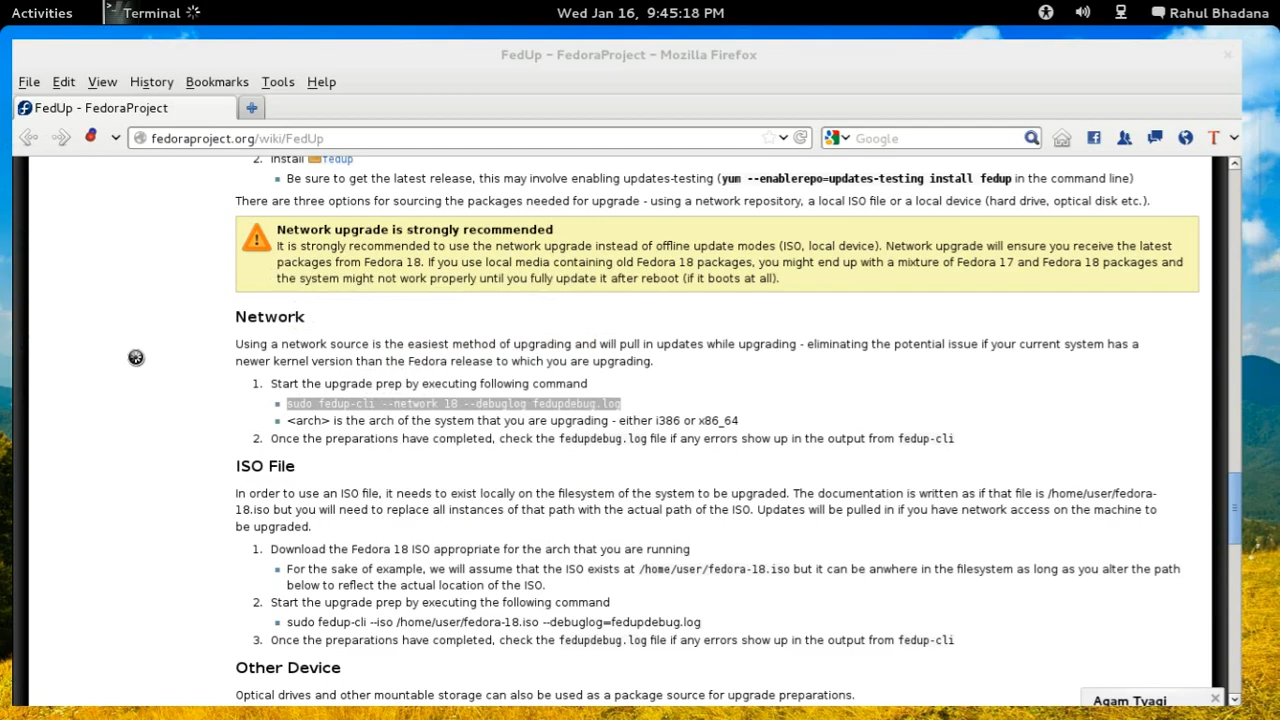 Activities
Terminal
Wed Jan 16, 9:45:18 PM
Rahul Bhadana
FedUp - FedoraProject - Mozilla Firefox
File Edit View History Bookmarks Tools Help
FedUp - FedoraProject
fedoraproject.org/wiki/FedUp
Google
2. Install fedup
Be sure to get the latest release, this may involve enabling updates-testing (yum --enablerepo=updates-testing install fedup in the command line)
There are three options for sourcing the packages needed for upgrade - using a network repository, a local ISO file or a local device (hard drive, optical disk etc.).
Network upgrade is strongly recommended
It is strongly recommended to use the network upgrade instead of offline update modes (ISO, local device). Network upgrade will ensure you receive the latest
packages from Fedora 18. If you use local media containing old Fedora 18 packages, you might end up with a mixture of Fedora 17 and Fedora 18 packages and
the system might not work properly until you fully update it after reboot (if it boots at all).
Network
Using a network source is the easiest method of upgrading and will pull in updates while upgrading - eliminating the potential issue if your current system has a
newer kernel version than the Fedora release to which you are upgrading.
1. Start the upgrade prep by executing following command
sudo fedup-cli --network 18 --debuglog fedupdebug.log
<arch> is the arch of the system that you are upgrading - either i386 or x86_64
2. Once the preparations have completed, check the fedupdebug.log file if any errors show up in the output from fedup-cli
ISO File
In order to use an ISO file, it needs to exist locally on the filesystem of the system to be upgraded. The documentation is written as if that file is /home/user/fedora-
18.iso but you will need to replace all instances of that path with the actual path of the ISO. Updates will be pulled in if you have network access on the machine to
be upgraded.
1. Download the Fedora 18 ISO appropriate for the arch that you are running
For the sake of example, we will assume that the ISO exists at /home/user/fedora-18.iso but it can be anwhere in the filesystem as long as you alter the path
below to reflect the actual location of the ISO.
2. Start the upgrade prep by executing the following command
sudo fedup-cli --iso /home/user/fedora-18.iso --debuglog=fedupdebug.log
3. Once the preparations have completed, check the fedupdebug.log file if any errors show up in the output from fedup-cli
Other Device
Optical drives and other mountable storage can also be used as a package source for upgrade preparations.
Agam Tyagi